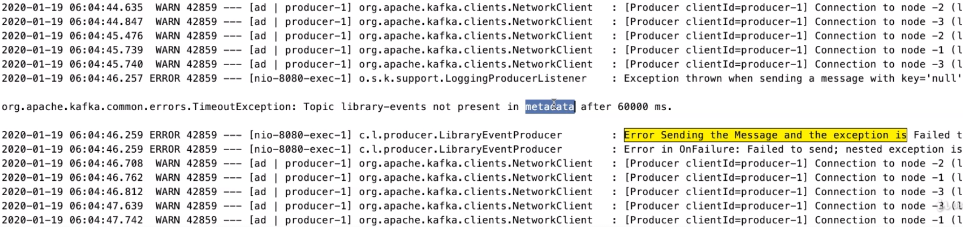 2020-01-19 06:04:44.635  WARN 42859 --- [ad | producer-1] org.apache.kafka.clients.NetworkClient   : [Producer clientId=producer-1] Connection to node -2 (l
2020-01-19 06:04:44.847  WARN 42859 --- [ad | producer-1] org.apache.kafka.clients.NetworkClient   : [Producer clientId=producer-1] Connection to node -3 (l
2020-01-19 06:04:45.476  WARN 42859 --- [ad | producer-1] org.apache.kafka.clients.NetworkClient   : [Producer clientId=producer-1] Connection to node -2 (l
2020-01-19 06:04:45.739  WARN 42859 --- [ad | producer-1] org.apache.kafka.clients.NetworkClient   : [Producer clientId=producer-1] Connection to node -1 (l
2020-01-19 06:04:45.740  WARN 42859 --- [ad | producer-1] org.apache.kafka.clients.NetworkClient   : [Producer clientId=producer-1] Connection to node -3 (l
2020-01-19 06:04:46.257 ERROR 42859 --- [nio-8080-exec-1] o.s.k.support.LoggingProducerListener    : Exception thrown when sending a message with key='null'
org.apache.kafka.common.errors.TimeoutException: Topic library-events not present in metadata after 60000 ms.
2020-01-19 06:04:46.259 ERROR 42859 --- [nio-8080-exec-1] c.l.producer.LibraryEventProducer        : Error Sending the Message and the exception is Failed t
2020-01-19 06:04:46.259 ERROR 42859 --- [nio-8080-exec-1] c.l.producer.LibraryEventProducer        : Error in OnFailure: Failed to send; nested exception is
2020-01-19 06:04:46.708  WARN 42859 --- [ad | producer-1] org.apache.kafka.clients.NetworkClient   : [Producer clientId=producer-1] Connection to node -2 (l
2020-01-19 06:04:46.762  WARN 42859 --- [ad | producer-1] org.apache.kafka.clients.NetworkClient   : [Producer clientId=producer-1] Connection to node -1 (l
2020-01-19 06:04:46.812  WARN 42859 --- [ad | producer-1] org.apache.kafka.clients.NetworkClient   : [Producer clientId=producer-1] Connection to node -3 (l
2020-01-19 06:04:47.639  WARN 42859 --- [ad | producer-1] org.apache.kafka.clients.NetworkClient   : [Producer clientId=producer-1] Connection to node -3 (l
2020-01-19 06:04:47.742  WARN 42859 --- [ad | producer-1] org.apache.kafka.clients.NetworkClient   : [Producer clientId=producer-1] Connection to node -1 (l